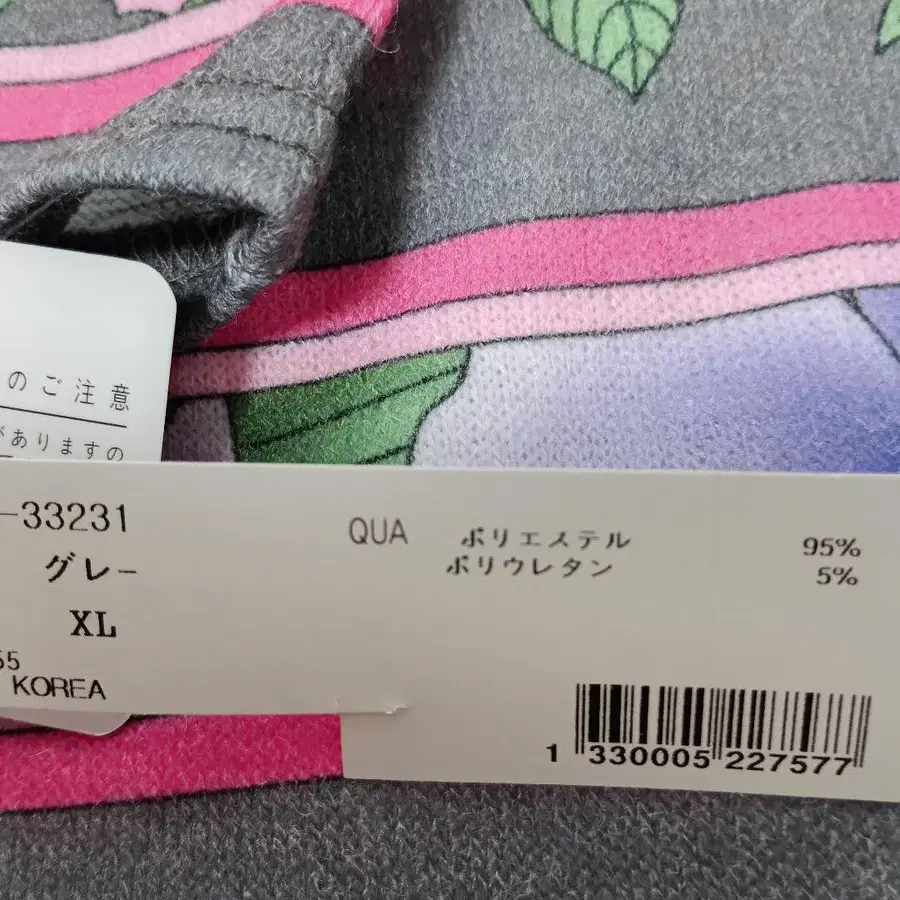 のご注意
がありますの
-33231
グレー
XL
55
KOREA
QUA
ポリエステル 95%
ポリウレタン 5%
1 330005 227577